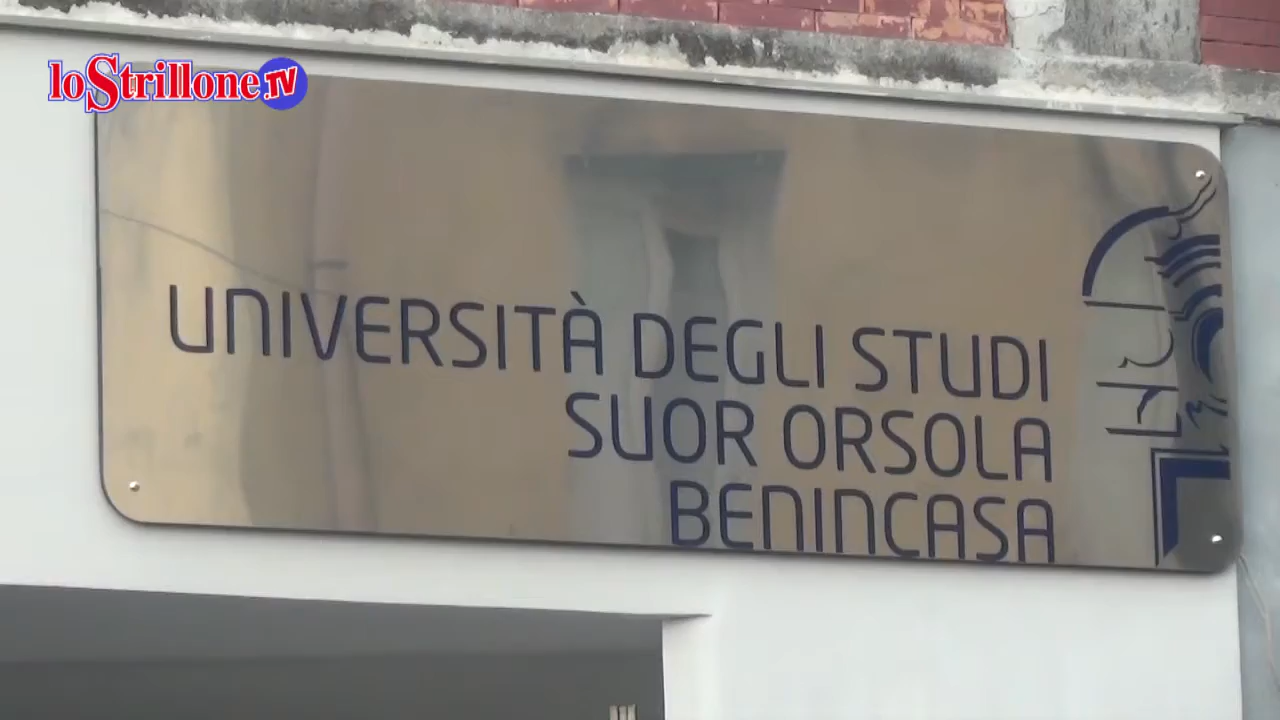 loStrillone.TV
UNIVERSITÀ DEGLI STUDI
SUOR ORSOLA
BENINCASA